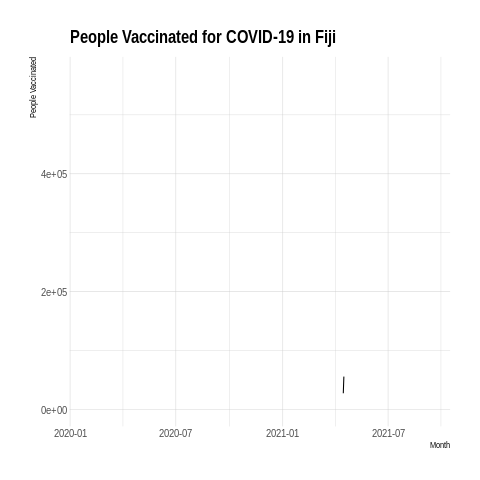 People Vaccinated for COVID-19 in Fiji
People Vaccinated
4e+05
2e+05
0e+00
2020-01 2020-07 2021-01 2021-07
Month